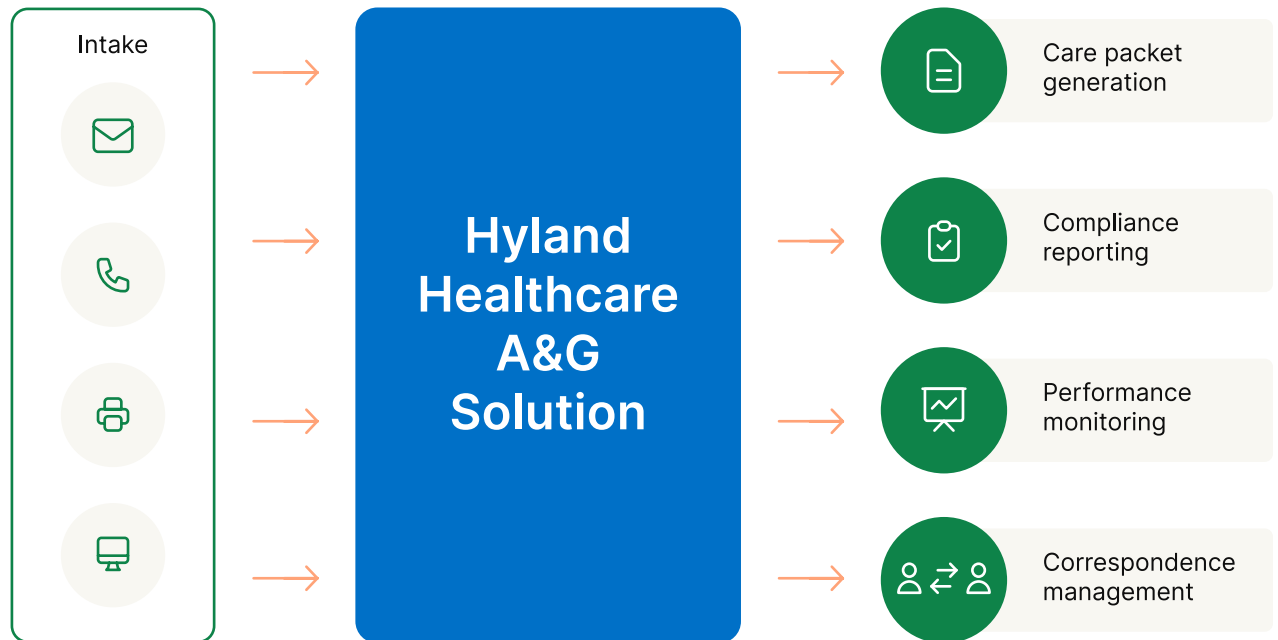 Intake
Hyland
Healthcare
A&G
Solution
Care packet
generation
Compliance
reporting
Performance
monitoring
Correspondence
management